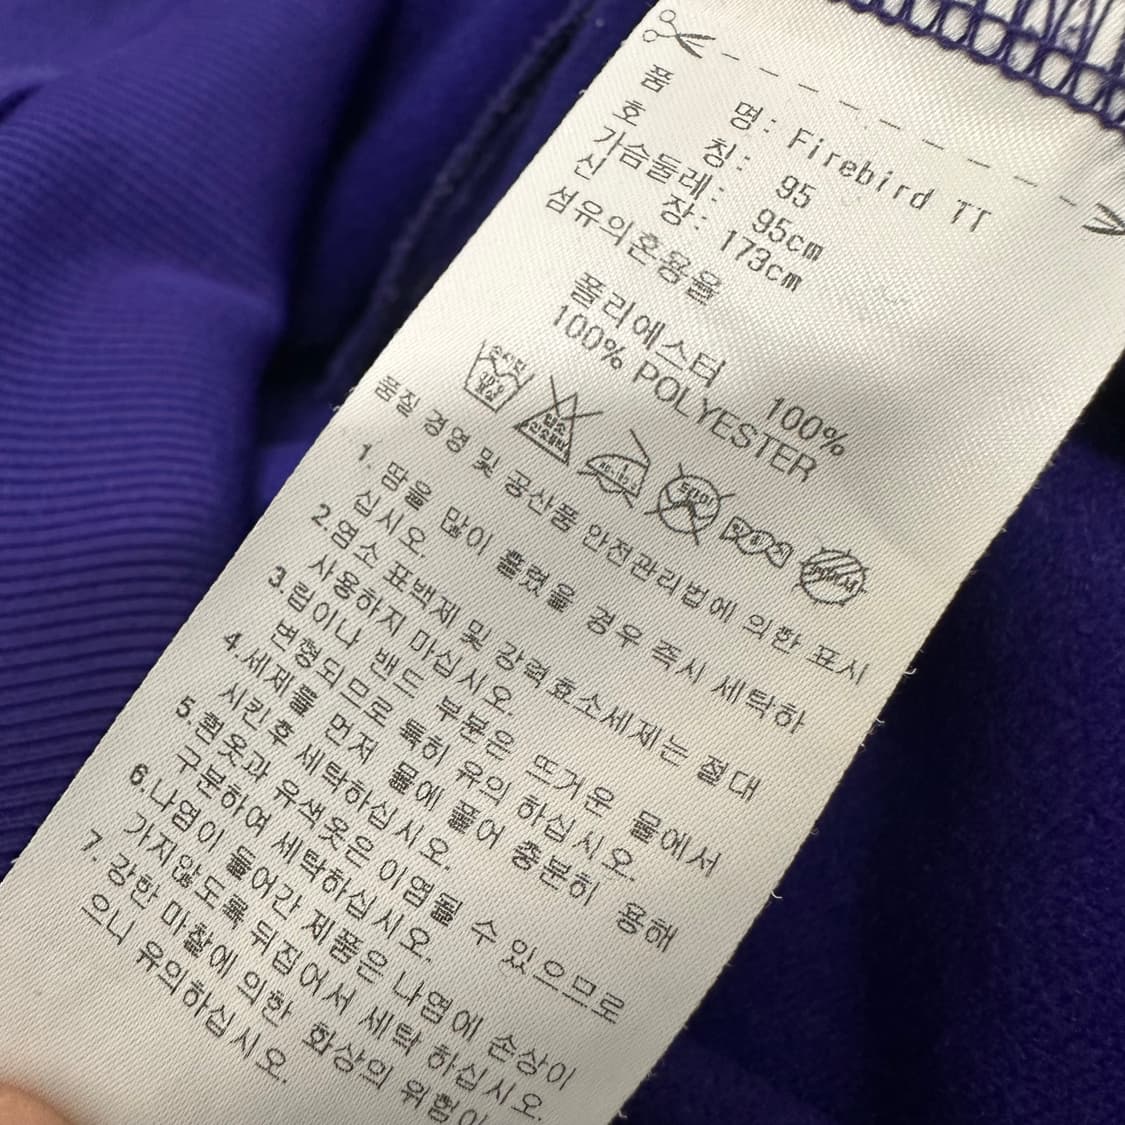 품 명: Firebird TT
호 칭: 95
가슴둘레: 95cm
신 장: 173cm
섬유의혼용율
폴리에스터 100%
100% POLYESTER
품질 경영 및 공산품 안전관리법에 의한 표시
1. 땀을 많이 흘렸을 경우 즉시 세탁하
십시오.
2.염소 표백제 및 강력효소세제는 절대
사용하지 마십시오.
3.립이나 밴드 부분은 뜨거운 물에서
변형되므로 특히 유의 하십시오.
4.세제를 먼저 물에 풀어 충분히 용해
시킨후 세탁하십시오.
5.흰옷과 유색옷은 이염될 수 있으므로
구분하여 세탁하십시오.
6.나염이 들어간 제품은 나염에 손상이
가지않도록 뒤집어서 세탁 하십시오.
7. 강한 마찰에 의한 화상의 위험이
으니 유의하십시오.